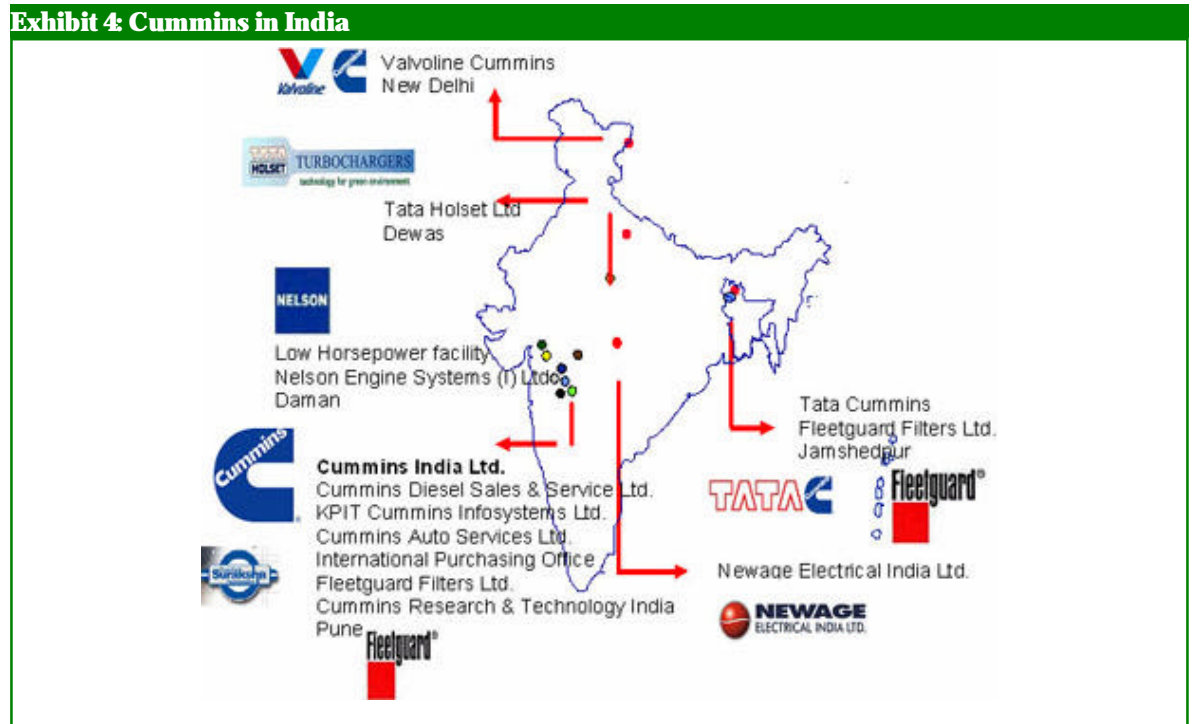 Exhibit 4: Cummins in India
Valvoline
Valvoline Cummins
New Delhi
TATA
HOLSET
TURBOCHARGERS
technology for green environment
Tata Holset Ltd
Dewas
NELSON
Low Horsepower facility
Nelson Engine Systems (I) Ltd
Daman
Tata Cummins
Fleetguard Filters Ltd.
Jamshedpur
TATA
Fleetguard®
Cummins
Cummins India Ltd.
Cummins Diesel Sales & Service Ltd.
KPIT Cummins Infosystems Ltd.
Cummins Auto Services Ltd.
International Purchasing Office
Fleetguard Filters Ltd.
Cummins Research & Technology India
Pune
Suraksha
Fleetguard®
Newage Electrical India Ltd.
NEWAGE
ELECTRICAL INDIA LTD.